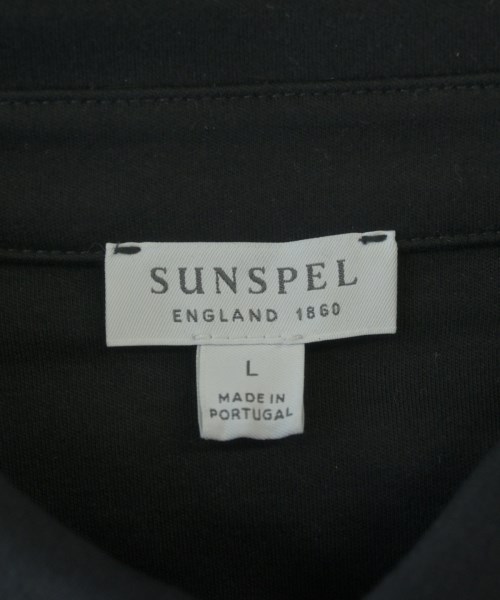 SUNSPEL
ENGLAND 1860
L
MADE IN
PORTUGAL